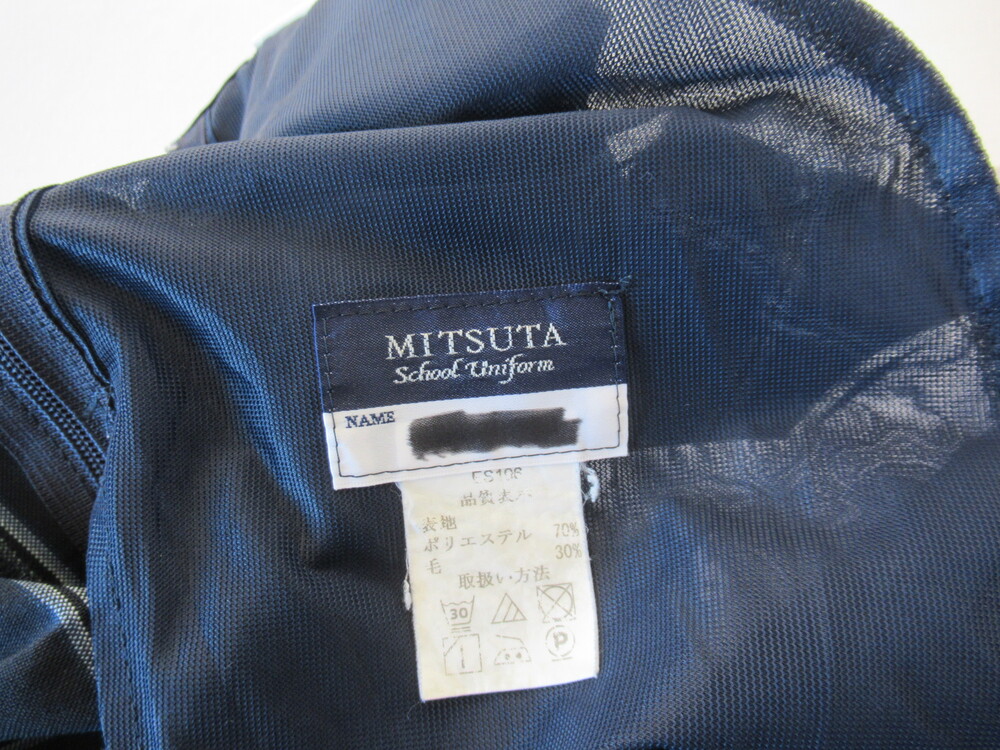 MITSUTA
School Uniform
NAME
ES106
品質表示
表地
ポリエステル 70%
毛 30%
取扱い方法
30
P